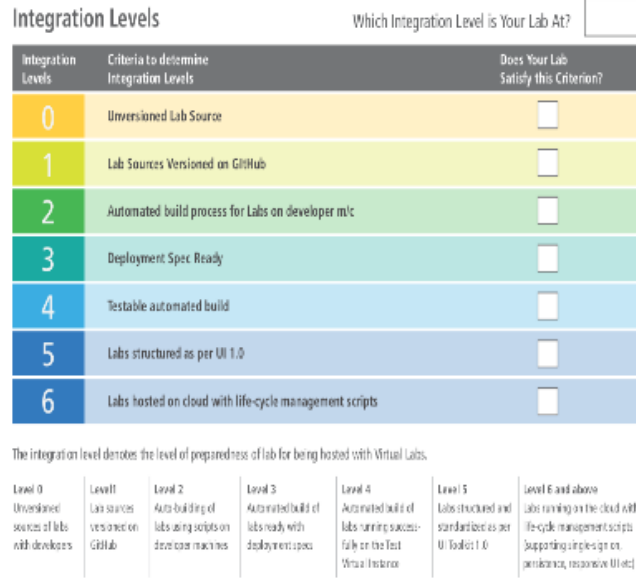 Integration Levels
Which Integration Level is Your Lab At?
Integration Levels
Criteria to determine Integration Levels
Does Your Lab Satisfy this Criterion?
0 Unversioned Lab Source
1 Lab Sources Versioned on GitHub
2 Automated build process for Labs on developer m/c
3 Deployment Spec Ready
4 Testable automated build
5 Labs structured as per UI 1.0
6 Labs hosted on cloud with life-cycle management scripts
The integration level denotes the level of preparedness of lab for being hosted with Virtual Labs.
Level 0
Unversioned
sources of labs
with developers
Level1
Lab sources
versioned on
GitHub
Level 2
Auto-building of
labs using scripts on
developer machines
Level 3
Automated build of
labs ready with
deployment specs
Level 4
Automated build of
labs running success-
fully on the Test
Virtual Instance
Level 5
Labs structured and
standardized as per
UI Toolkit 1.0
Level 6 and above
Labs running on the cloud with
life-cycle management scripts
(supporting single-sign on,
persistence, responsive UI etc)